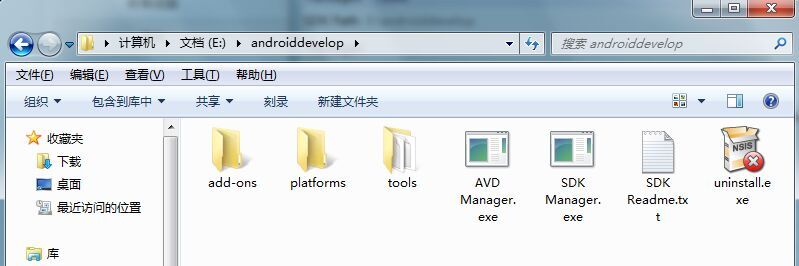 计算机 文档 (E:) androiddevelop
搜索 androiddevelop
文件(F) 编辑(E) 查看(V) 工具(T) 帮助(H)
组织 包含到库中 共享 刻录 新建文件夹
收藏夹
下载
桌面
最近访问的位置
库
add-ons
platforms
tools
AVD
Manager.
exe
SDK
Manager.
exe
SDK
Readme.tx
t
NSIS
uninstall.e
xe